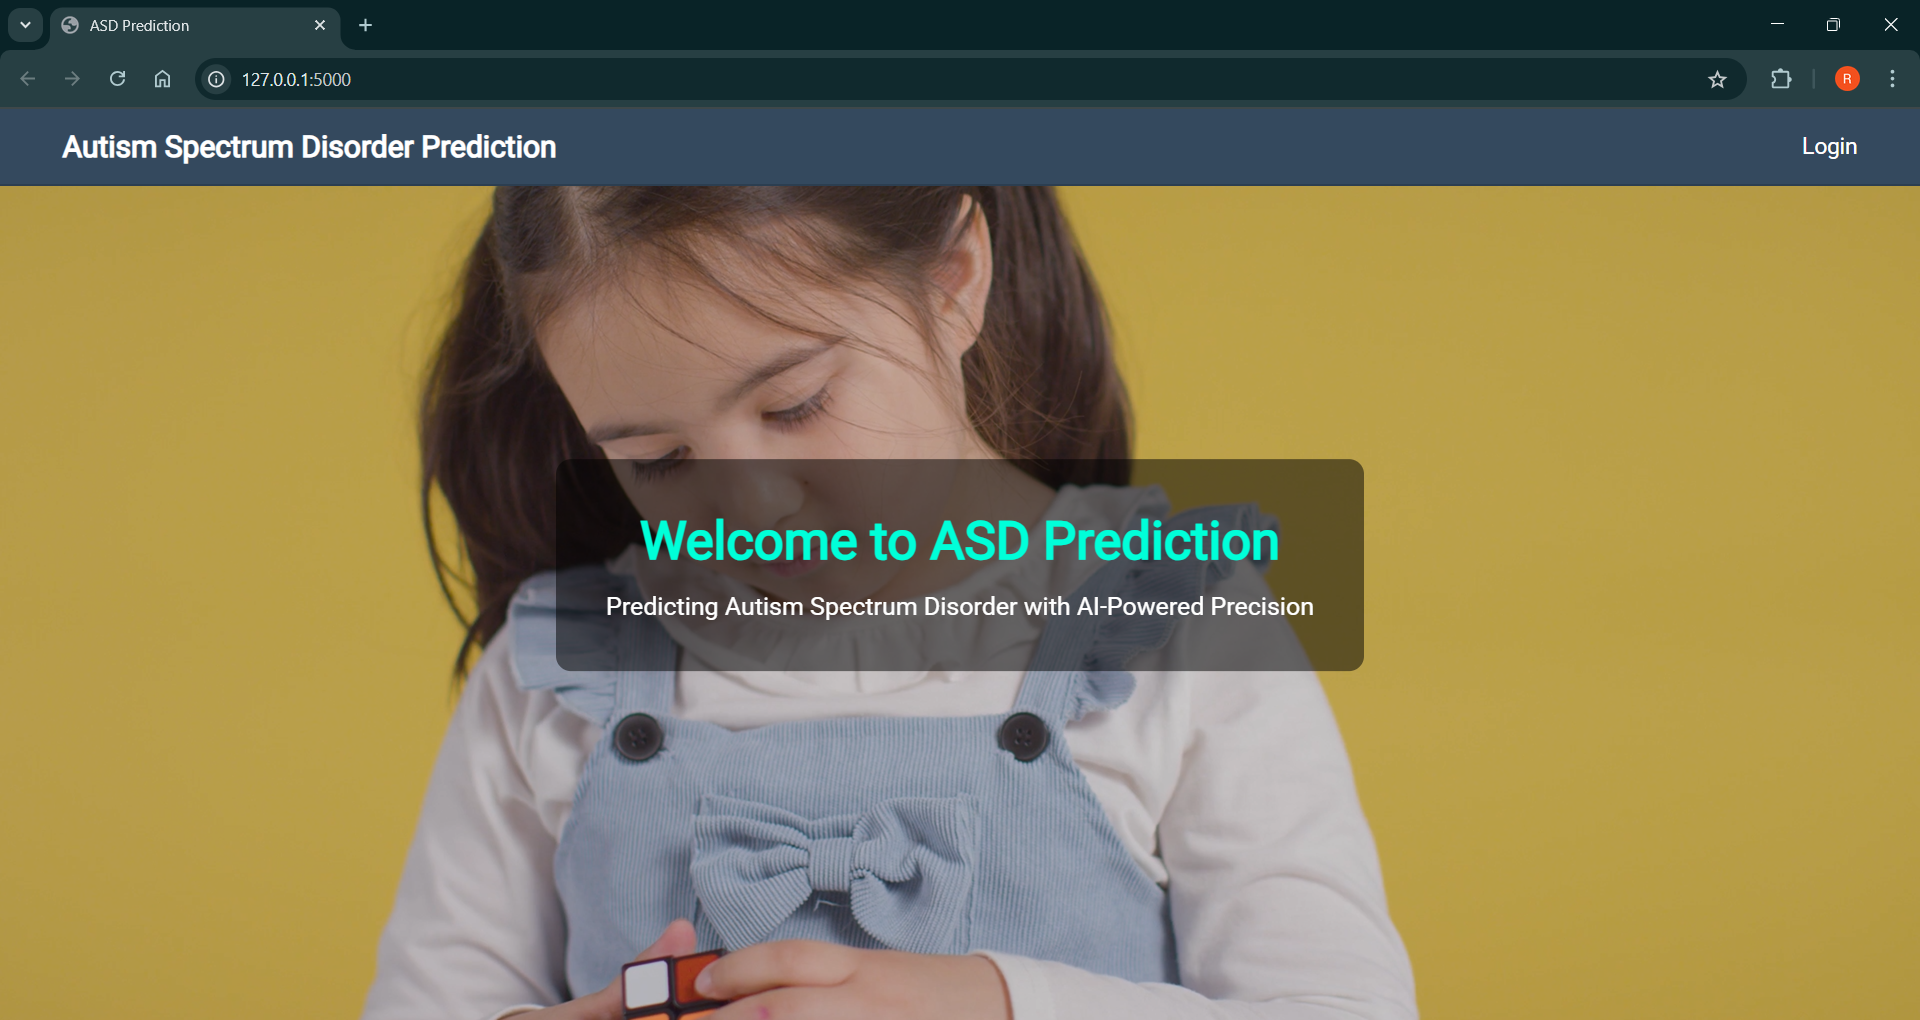 ASD Prediction
127.0.0.1:5000
R
Autism Spectrum Disorder Prediction
Login
Welcome to ASD Prediction
Predicting Autism Spectrum Disorder with AI-Powered Precision